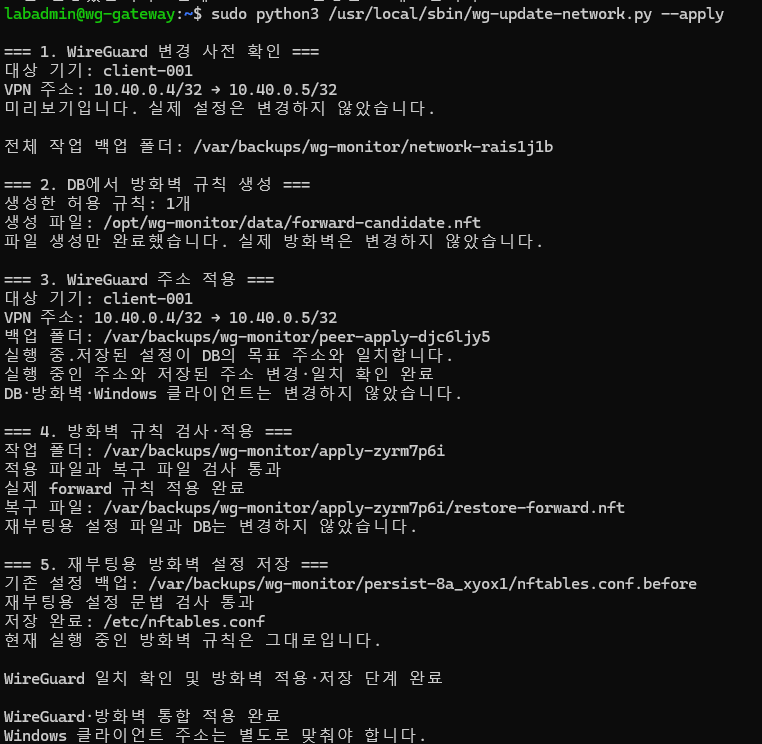 labadmin@wg-gateway:~$ sudo python3 /usr/local/sbin/wg-update-network.py --apply
=== 1. WireGuard 변경 사전 확인 ===
대상 기기: client-001
VPN 주소: 10.40.0.4/32 → 10.40.0.5/32
미리보기입니다. 실제 설정은 변경하지 않았습니다.
전체 작업 백업 폴더: /var/backups/wg-monitor/network-rais1j1b
=== 2. DB에서 방화벽 규칙 생성 ===
생성한 허용 규칙: 1개
생성 파일: /opt/wg-monitor/data/forward-candidate.nft
파일 생성만 완료했습니다. 실제 방화벽은 변경하지 않았습니다.
=== 3. WireGuard 주소 적용 ===
대상 기기: client-001
VPN 주소: 10.40.0.4/32 → 10.40.0.5/32
백업 폴더: /var/backups/wg-monitor/peer-apply-djc6ljy5
실행 중·저장된 설정이 DB의 목표 주소와 일치합니다.
실행 중인 주소와 저장된 주소 변경·일치 확인 완료
DB·방화벽·Windows 클라이언트는 변경하지 않았습니다.
=== 4. 방화벽 규칙 검사·적용 ===
작업 폴더: /var/backups/wg-monitor/apply-zyrm7p6i
적용 파일과 복구 파일 검사 통과
실제 forward 규칙 적용 완료
복구 파일: /var/backups/wg-monitor/apply-zyrm7p6i/restore-forward.nft
재부팅용 설정 파일과 DB는 변경하지 않았습니다.
=== 5. 재부팅용 방화벽 설정 저장 ===
기존 설정 백업: /var/backups/wg-monitor/persist-8a_xyox1/nftables.conf.before
재부팅용 설정 문법 검사 통과
저장 완료: /etc/nftables.conf
현재 실행 중인 방화벽 규칙은 그대로입니다.
WireGuard 일치 확인 및 방화벽 적용·저장 단계 완료
WireGuard·방화벽 통합 적용 완료
Windows 클라이언트 주소는 별도로 맞춰야 합니다.